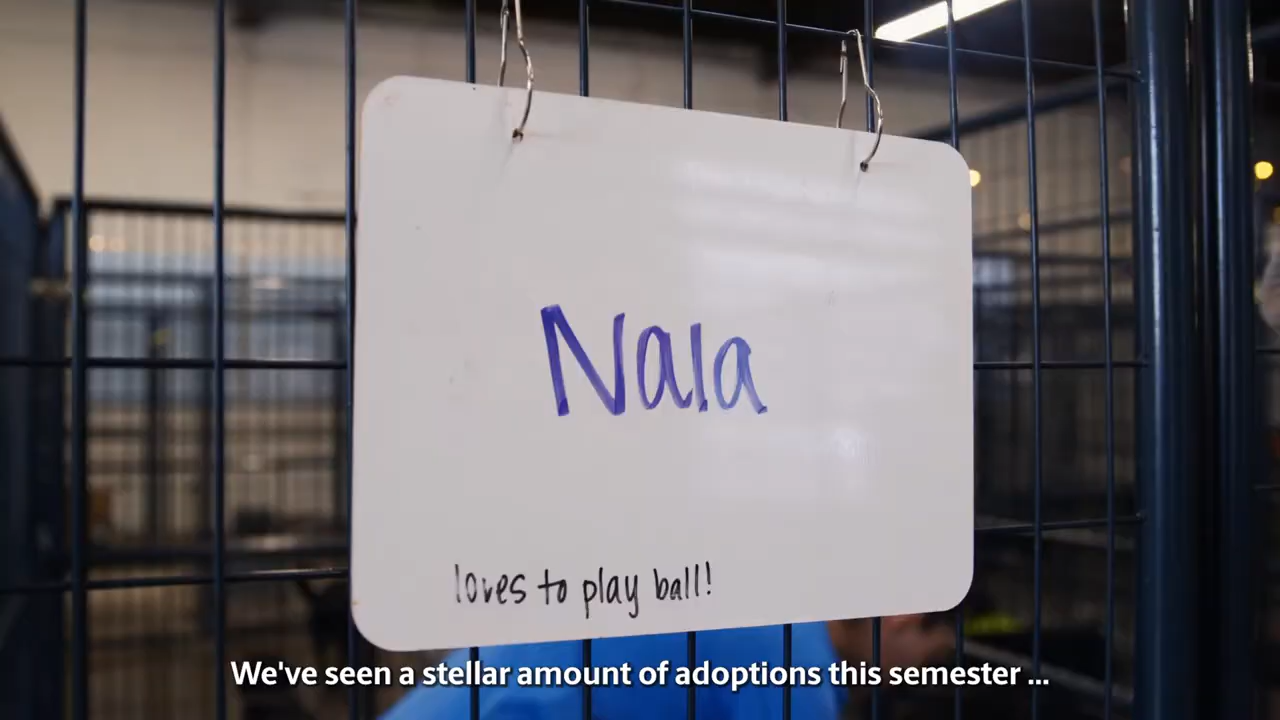 Nala
loves to play ball!
We've seen a stellar amount of adoptions this semester ...